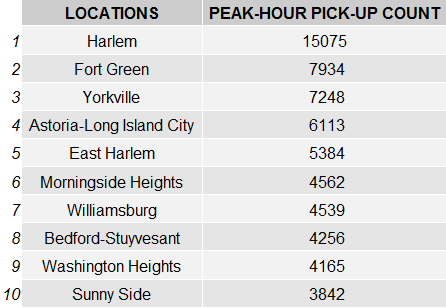 LOCATIONS PEAK-HOUR PICK-UP COUNT
1 Harlem 15075
2 Fort Green 7934
3 Yorkville 7248
4 Astoria-Long Island City 6113
5 East Harlem 5384
6 Morningside Heights 4562
7 Williamsburg 4539
8 Bedford-Stuyvesant 4256
9 Washington Heights 4165
10 Sunny Side 3842